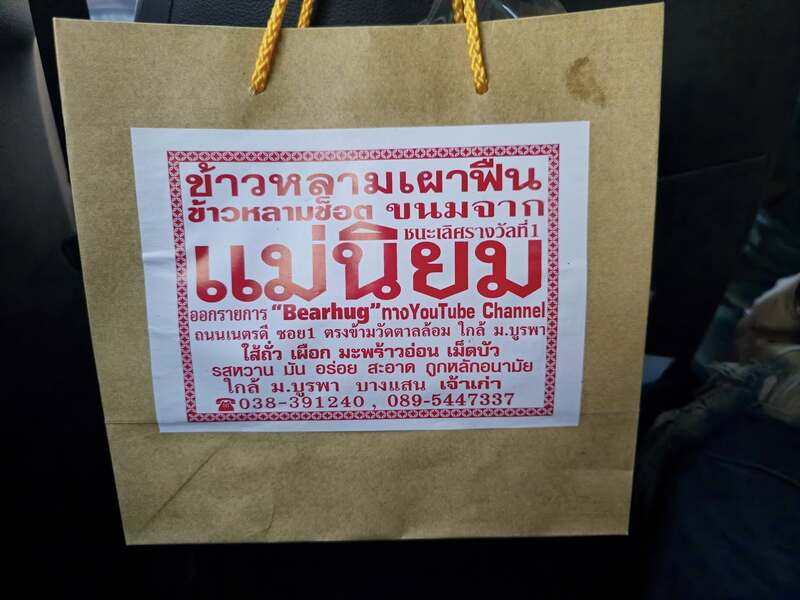 ข้าวหลามเผาฟืน
ข้าวหลามช็อต ขนมจาก
ชนะเลิศรางวัลที่1
แม่นิยม
ออกรายการ "Bearhug" ทางYouTube Channel
ถนนเนตรดี ซอย1 ตรงข้ามวัดตาลล้อม ใกล้ ม.บูรพา
ใส้ถั่ว เผือก มะพร้าวอ่อน เม็ดบัว
รสหวาน มัน อร่อย สะอาด ถูกหลักอนามัย
ใกล้ ม.บูรพา บางแสน เจ้าเก่า
☎038-391240 , 089-5447337